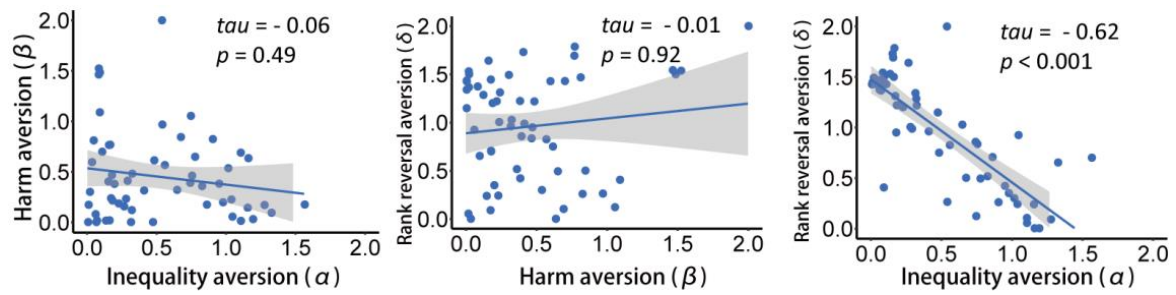 Harm aversion (β)
2.0
1.5
1.0
0.5
0.0
tau = - 0.06
p = 0.49
0.0 0.5 1.0 1.5 2.0
Inequality aversion (α)
Rank reversal aversion (δ)
2.0
1.5
1.0
0.5
0.0
tau = - 0.01
p = 0.92
0.0 0.5 1.0 1.5 2.0
Harm aversion (β)
Rank reversal aversion (δ)
2.0
1.5
1.0
0.5
0.0
tau = - 0.62
p < 0.001
0.0 0.5 1.0 1.5 2.0
Inequality aversion (α)